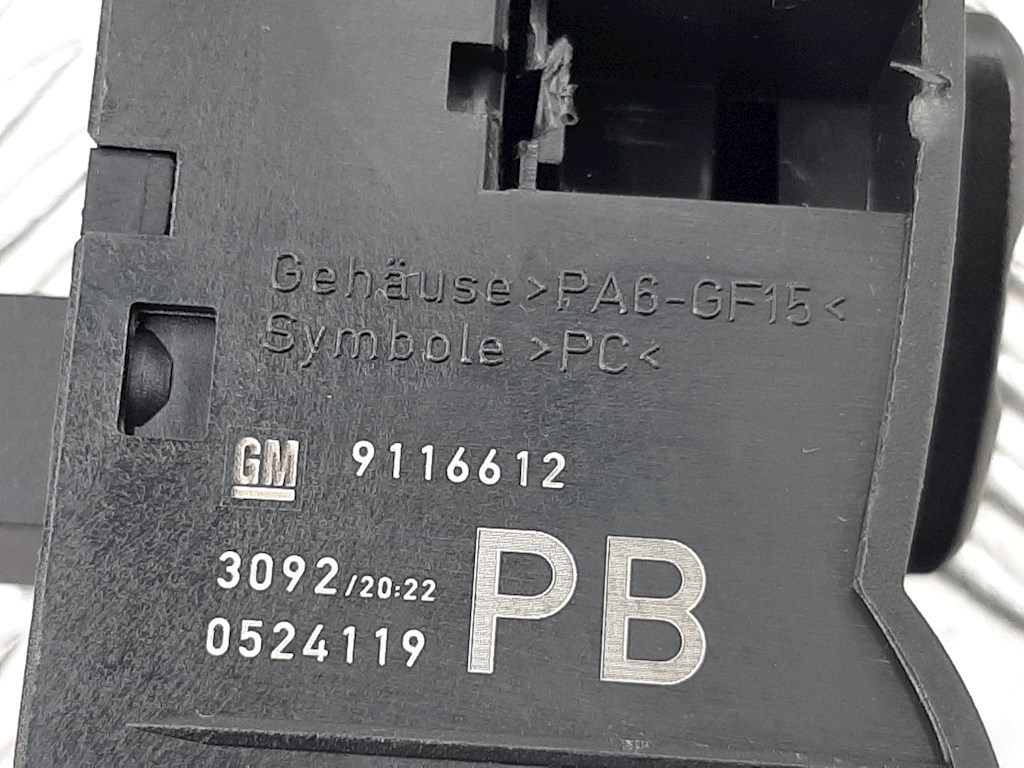 Gehäuse >PA6-GF15<
Symbole >PC<
GM 9116612
3092/20:22
0524119
PB